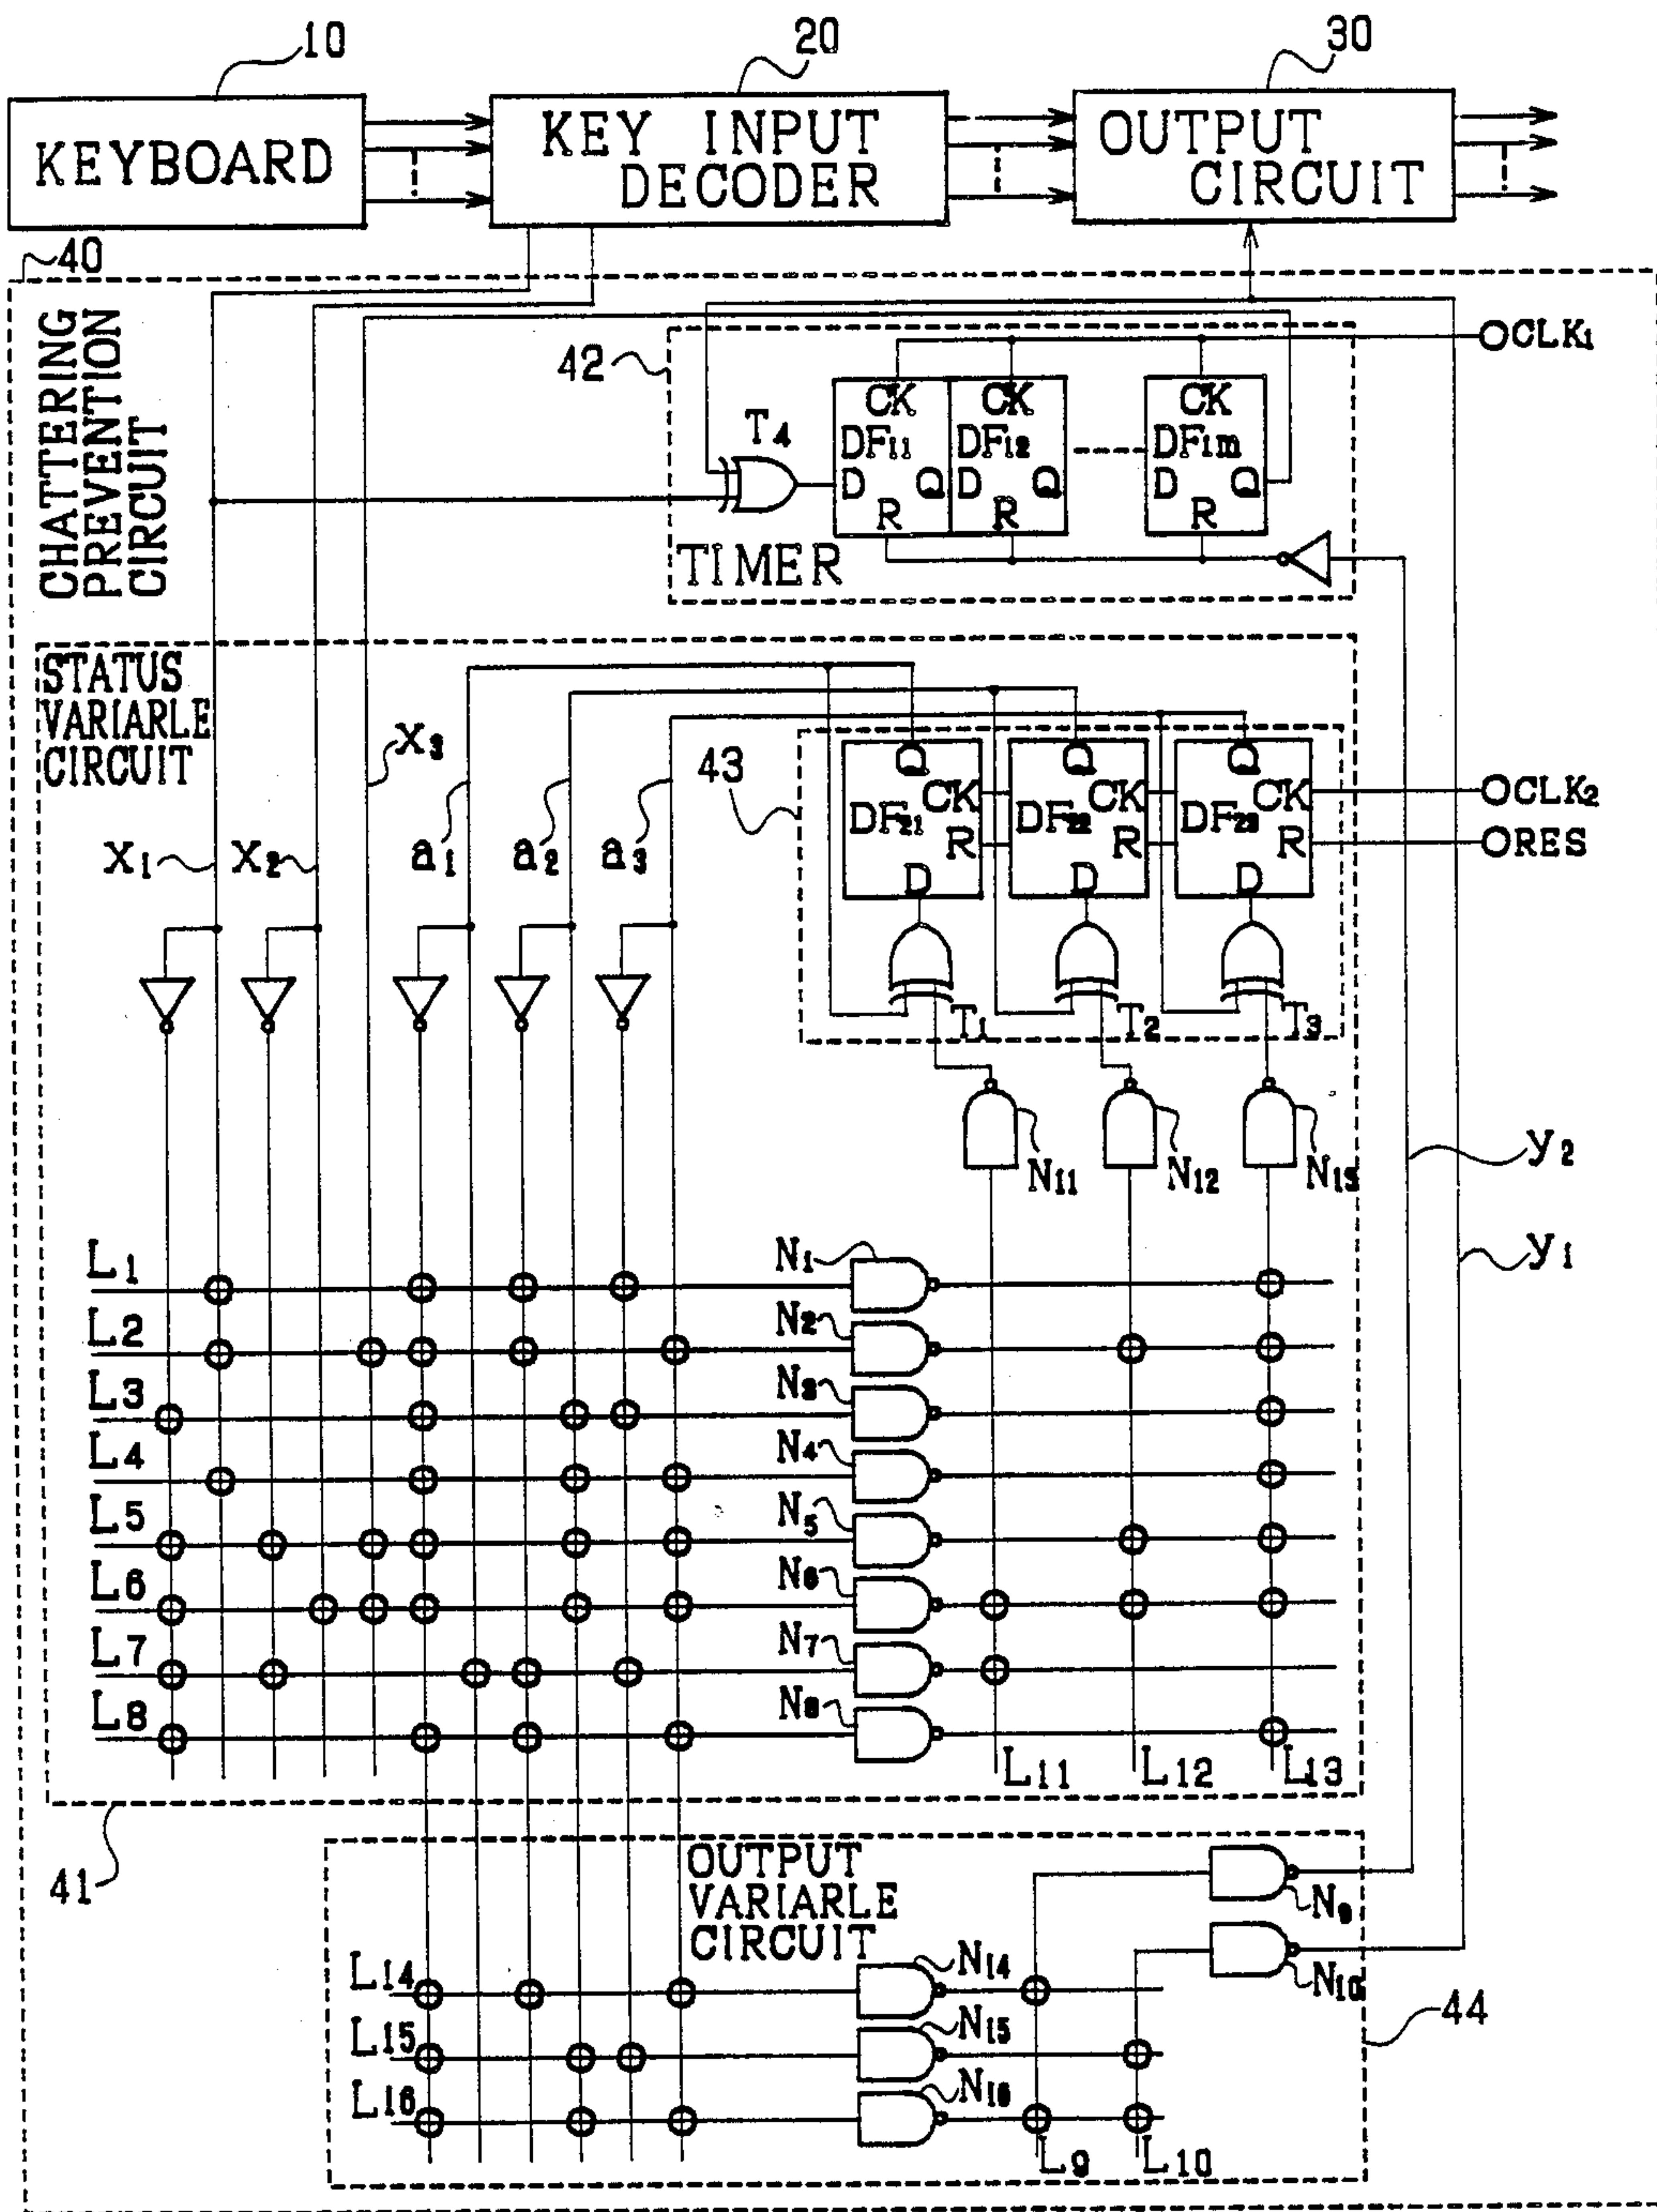 10
20
30
KEYBOARD
KEY INPUT
DECODER
OUTPUT
CIRCUIT
40
CHATTERING
PREVENTION
CIRCUIT
42
CLK1
T4
CK
DF11
D
Q
R
CK
DF12
D
Q
R
CK
DF1m
D
Q
R
TIMER
STATUS
VARIARLE
CIRCUIT
X3
43
X1
X2
a1
a2
a3
Q
CK
DF21
R
D
Q
CK
DF22
R
D
Q
CK
DF23
R
D
CLK2
RES
T1
T2
T3
N11
N12
N13
y2
y1
L1
N1
L2
N2
L3
N3
L4
N4
L5
N5
L6
N6
L7
N7
L8
N8
L11
L12
L13
41
OUTPUT
VARIARLE
CIRCUIT
N9
N10
L14
N14
L15
N15
L16
N16
L9
L10
44